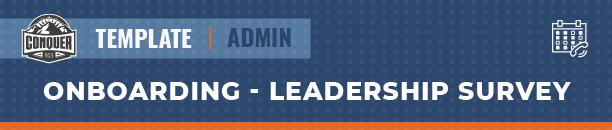 CONQUER
TEMPLATE | ADMIN
ONBOARDING - LEADERSHIP SURVEY